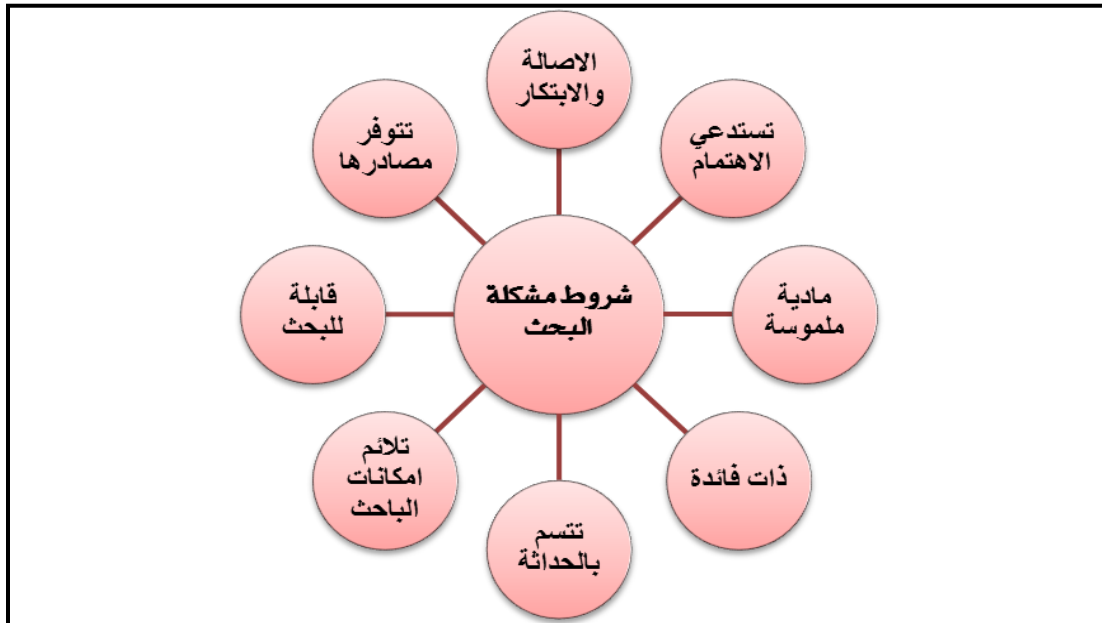 الاصالة
والابتكار
تستدعي
الاهتمام
مادية
ملموسة
ذات فائدة
تتسم
بالحداثة
تلائم
امكانات
الباحث
قابلة
للبحث
تتوفر
مصادرها
شروط مشكلة
البحث